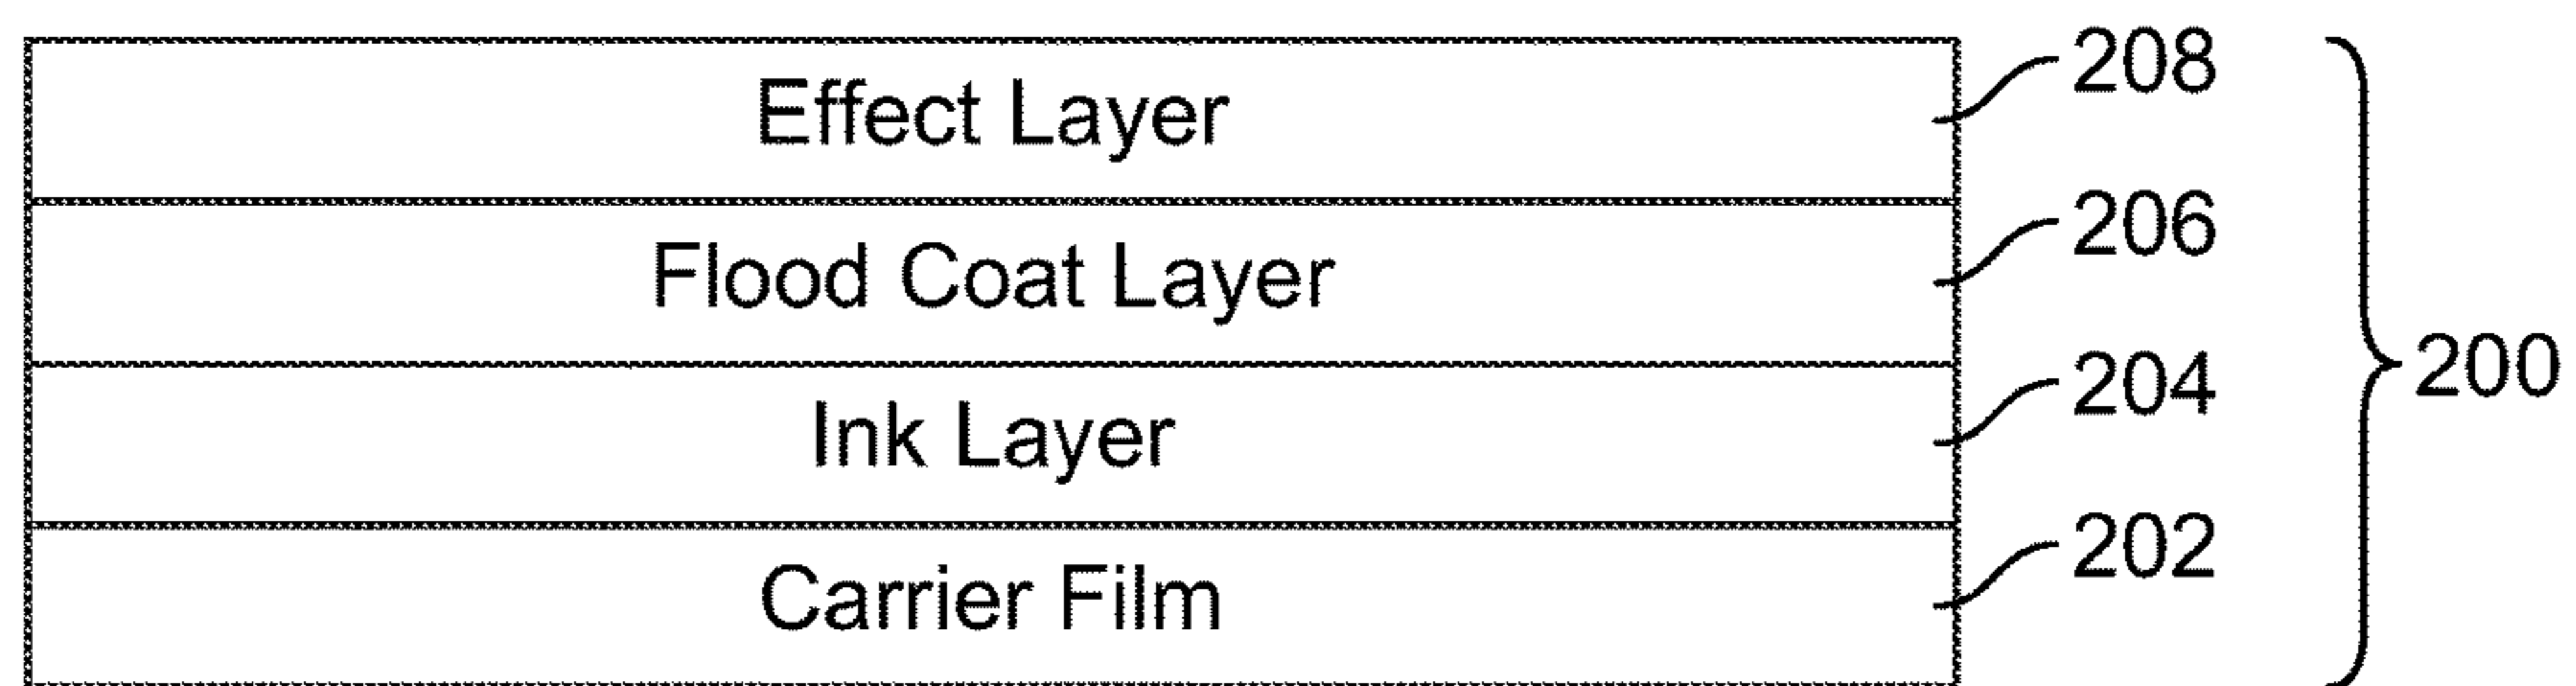 Effect Layer 208
Flood Coat Layer 206
Ink Layer 204
200
Carrier Film 202